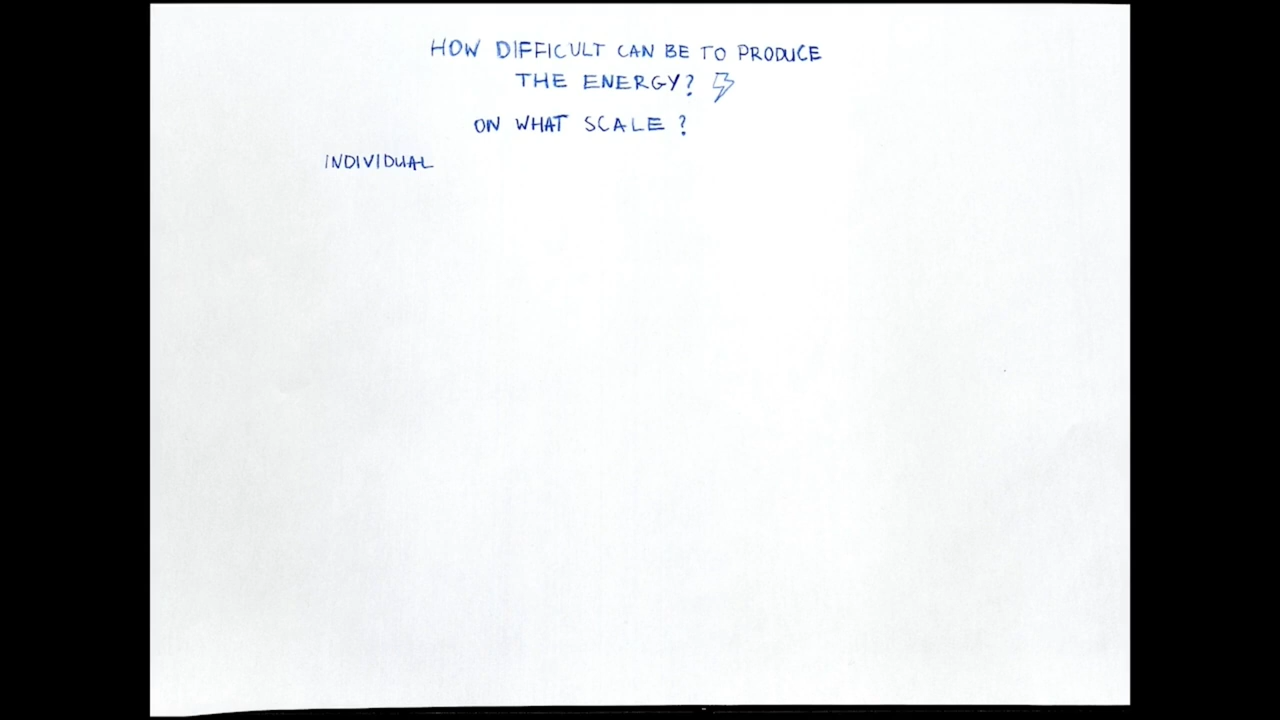 HOW DIFFICULT CAN BE TO PRODUCE
THE ENERGY?
ON WHAT SCALE?
INDIVIDUAL